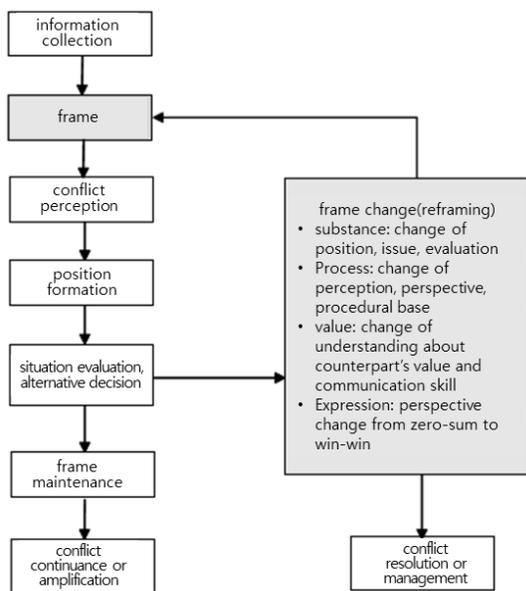 information
collection
frame
conflict
perception
position
formation
situation evaluation,
alternative decision
frame
maintenance
conflict
continuance or
amplification
frame change(reframing)
• substance: change of
position, issue, evaluation
• Process: change of
perception, perspective,
procedural base
• value: change of
understanding about
counterpart's value and
communication skill
• Expression: perspective
change from zero-sum to
win-win
conflict
resolution or
management